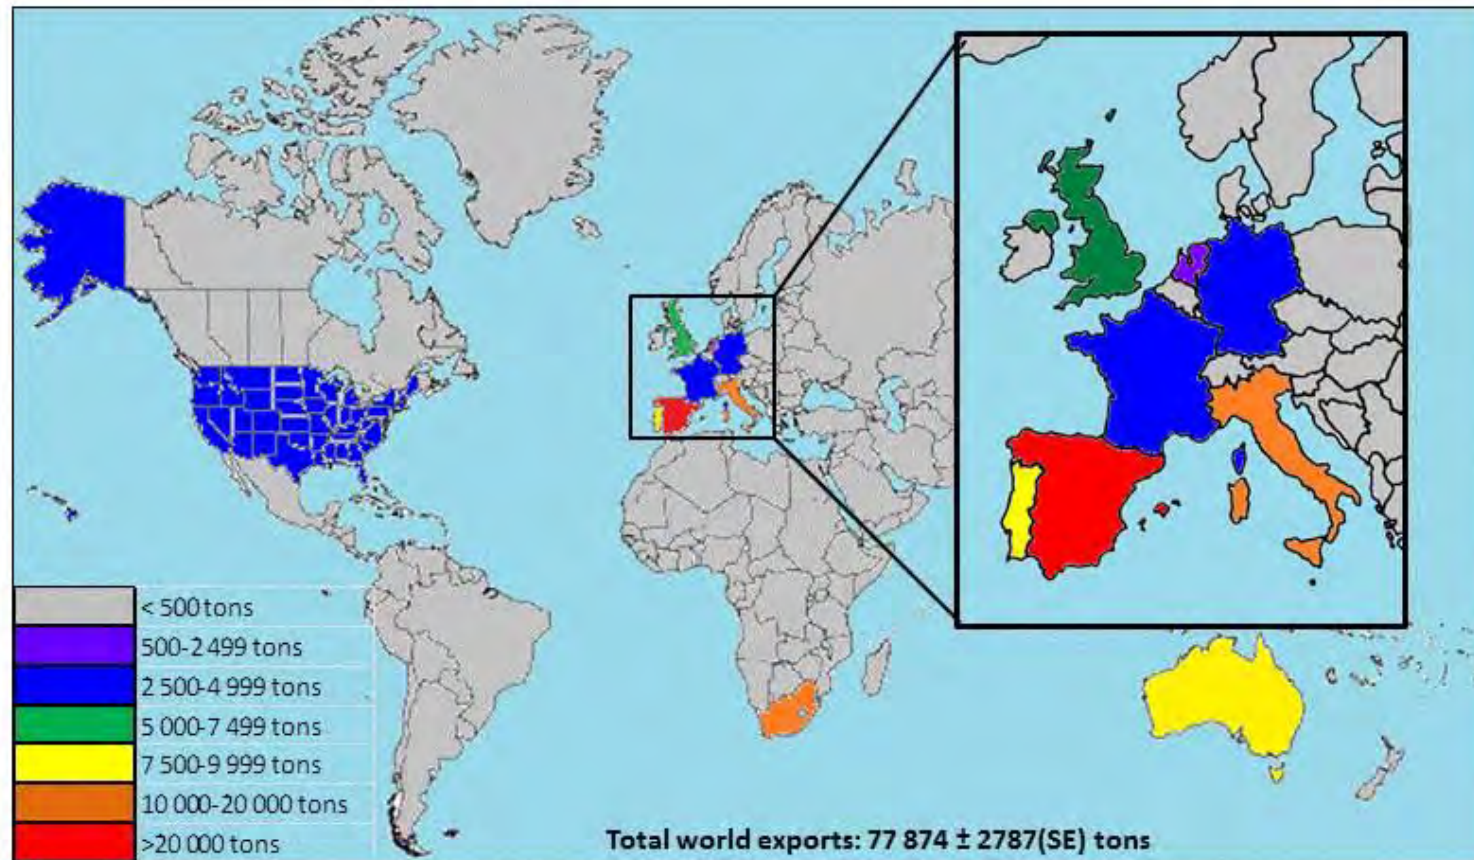 < 500 tons
500-2 499 tons
2 500-4 999 tons
5 000-7 499 tons
7 500-9 999 tons
10 000-20 000 tons
>20 000 tons
Total world exports: 77 874 ± 2787(SE) tons